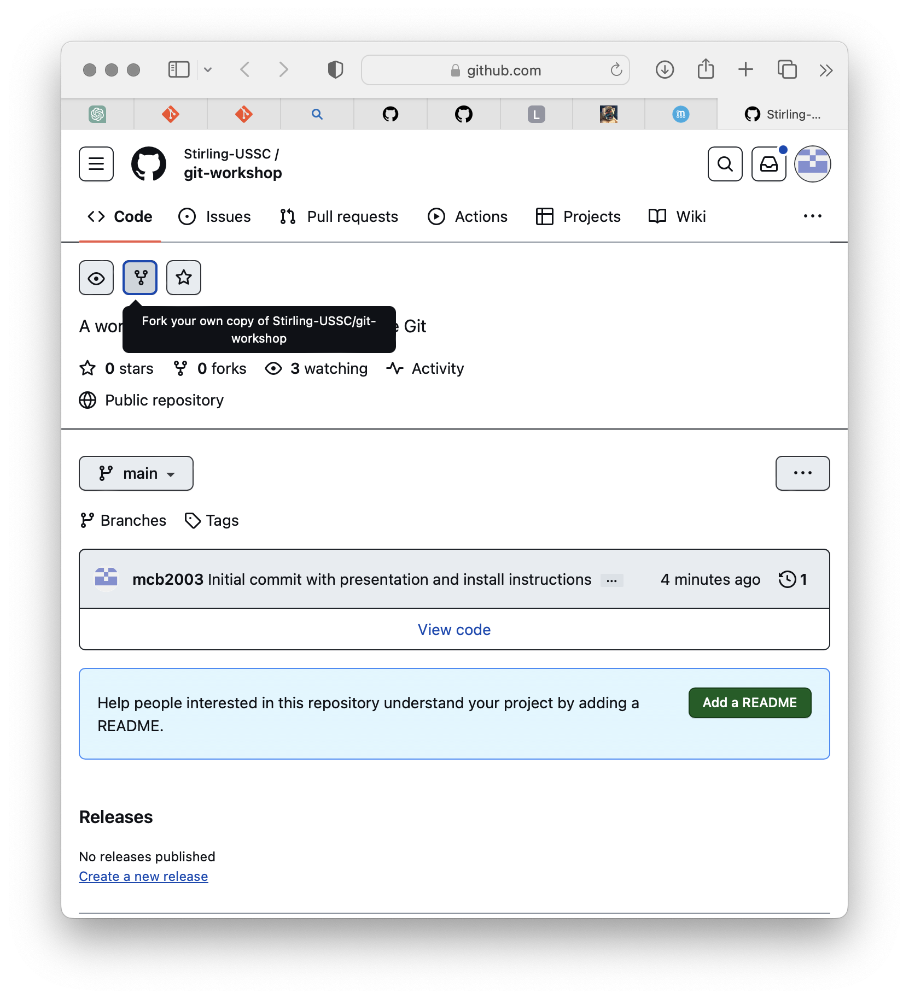 github.com
L
m
Stirling-...
Stirling-USSC /
git-workshop
Code
Issues
Pull requests
Actions
Projects
Wiki
Fork your own copy of Stirling-USSC/git-
workshop
A Git
0 stars
0 forks
3 watching
Activity
Public repository
main
Branches
Tags
mcb2003 Initial commit with presentation and install instructions ...
4 minutes ago
1
View code
Help people interested in this repository understand your project by adding a
README.
Add a README
Releases
No releases published
Create a new release